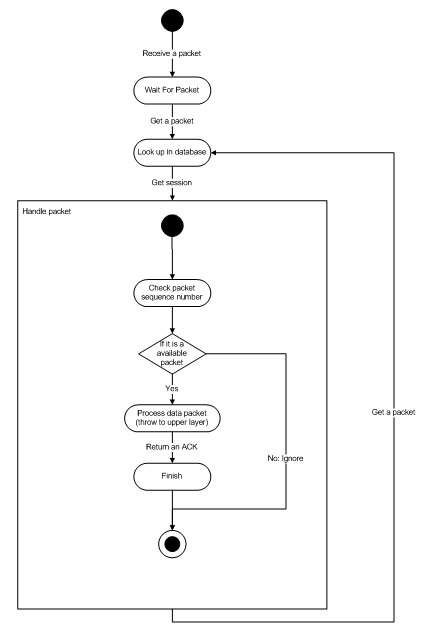 Receive a packet
Wait For Packet
Get a packet
Look up in database
Get session
Handle packet
Check packet
sequence number
If it is a
available
packet
Yes
Process data packet
(throw to upper layer)
Return an ACK
Finish
No: Ignore
Get a packet